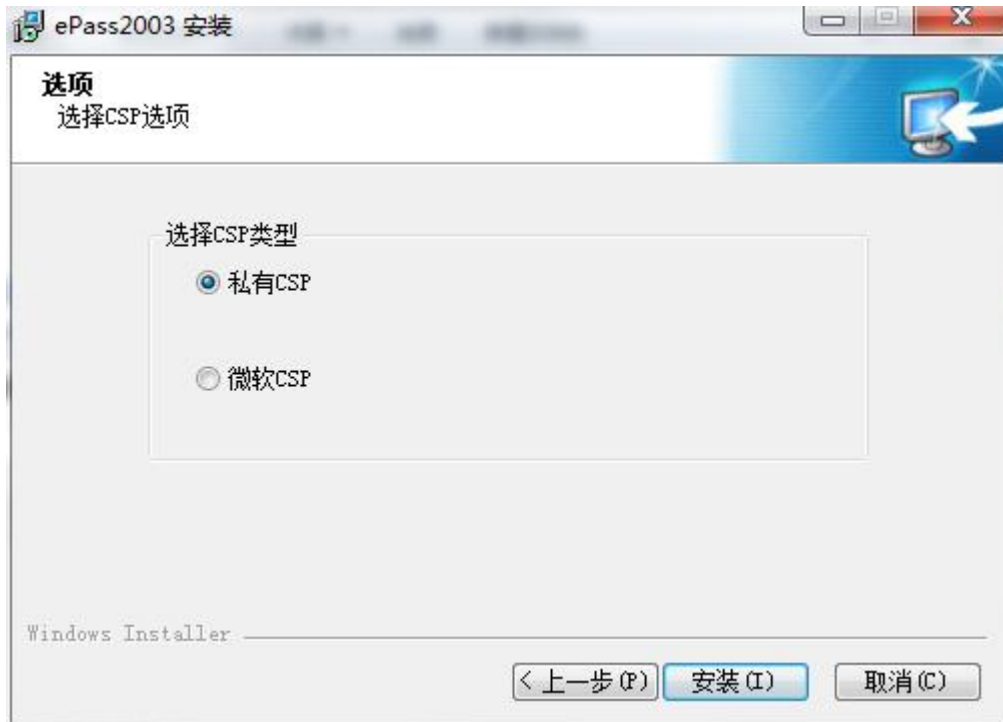 ePass2003 安装
选项
选择CSP选项
选择CSP类型
私有CSP
微软CSP
Windows Installer
< 上一步(P) 安装(I) 取消(C)